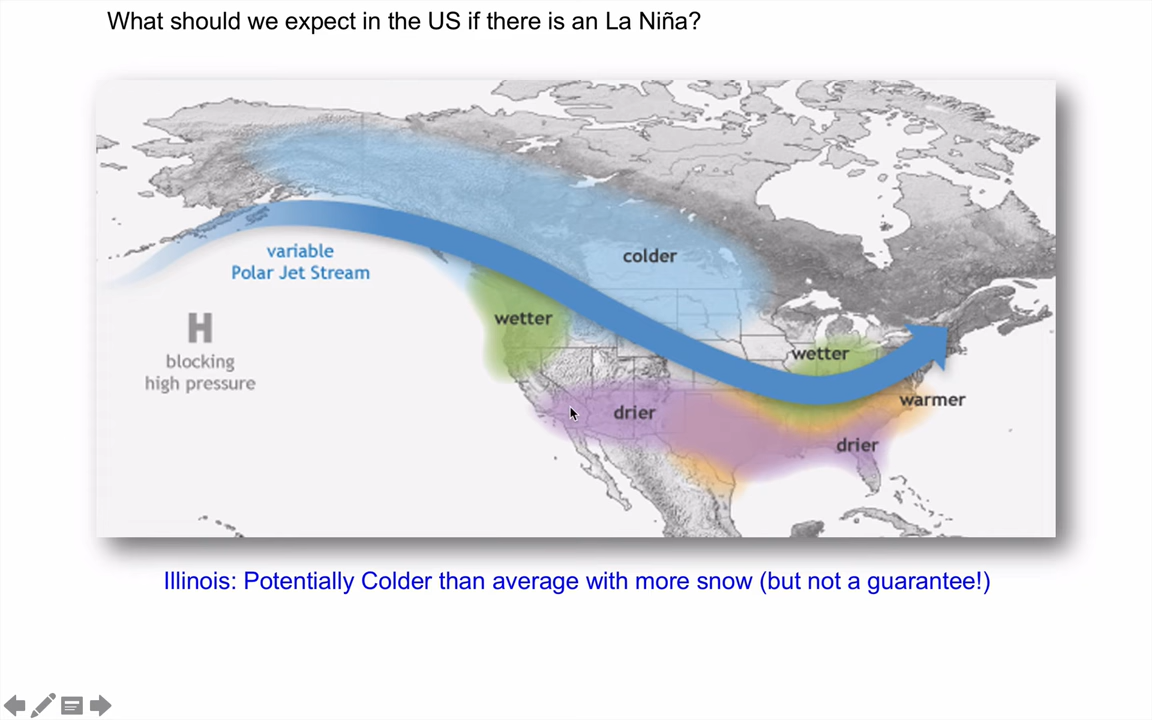 What should we expect in the US if there is an La Niña?
variable
Polar Jet Stream
H
blocking
high pressure
colder
wetter
wetter
warmer
drier
drier
Illinois: Potentially Colder than average with more snow (but not a guarantee!)